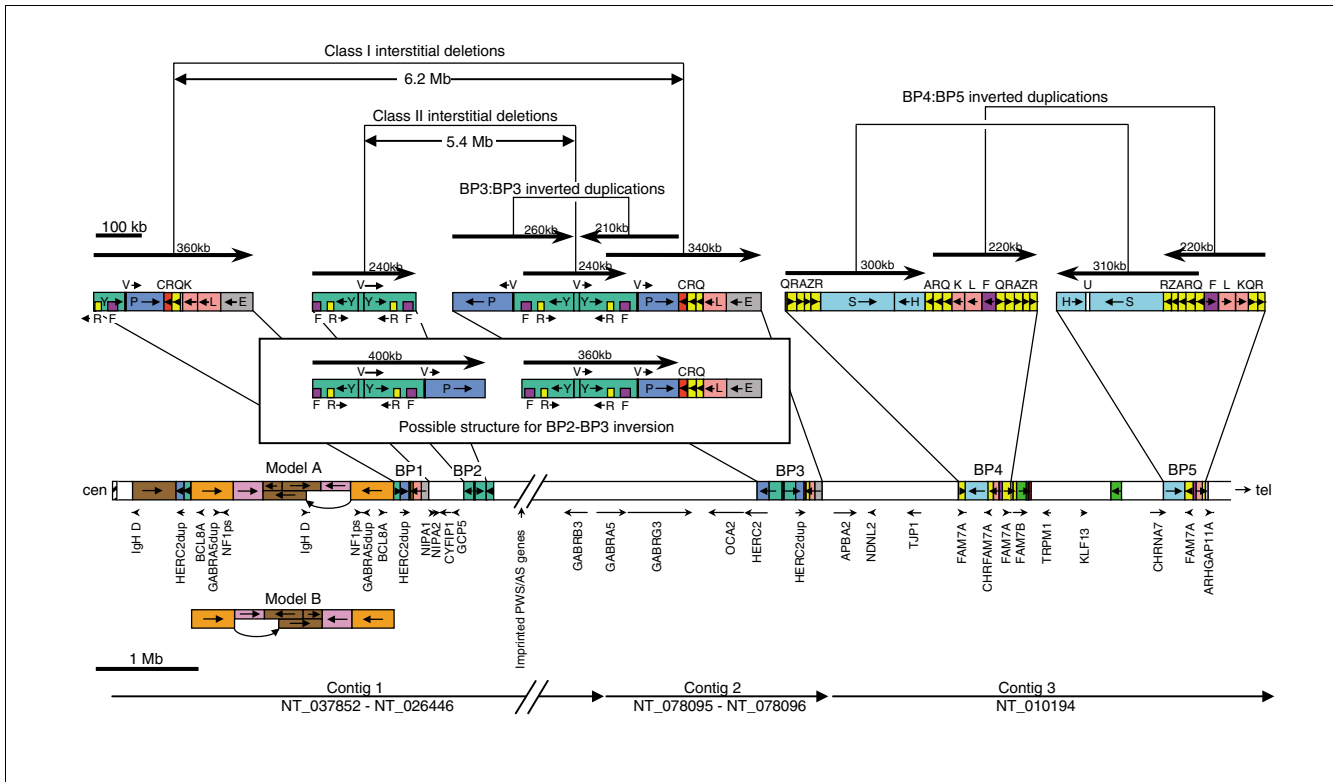 Class I interstitial deletions
6.2 Mb
BP4:BP5 inverted duplications
Class II interstitial deletions
5.4 Mb
BP3:BP3 inverted duplications
100 kb
260kb 210kb
360kb 340kb 220kb 220kb
240kb 240kb 300kb 310kb
V CRQK V V V V CRQ QRAZR ARQ K L F QRAZR U RZARQ F L KQR
Y P L E Y Y P Y Y P L E S H H S
R F F R R F F R R F
400kb 360kb
V V V V CRQ
Y Y P Y Y P L E
F R R F F R R F
Possible structure for BP2-BP3 inversion
Model A BP1 BP2 BP3 BP4 BP5
cen tel
IgH D
HERC2dup
BCL8A
GABRA5dup
NF1ps
IgH D
NF1ps
GABRA5dup
BCL8A
HERC2dup
NIPA1
NIPA2
CYFIP1
GCP5
Imprinted PWS/AS genes
GABRB3
GABRA5
GABRG3
OCA2
HERC2
HERC2dup
APBA2
NDNL2
TJP1
FAM7A
CHRFAM7A
FAM7A
FAM7B
TRPM1
KLF13
CHRNA7
FAM7A
ARHGAP11A
Model B
1 Mb
Contig 1 Contig 2 Contig 3
NT_037852 - NT_026446 NT_078095 - NT_078096 NT_010194